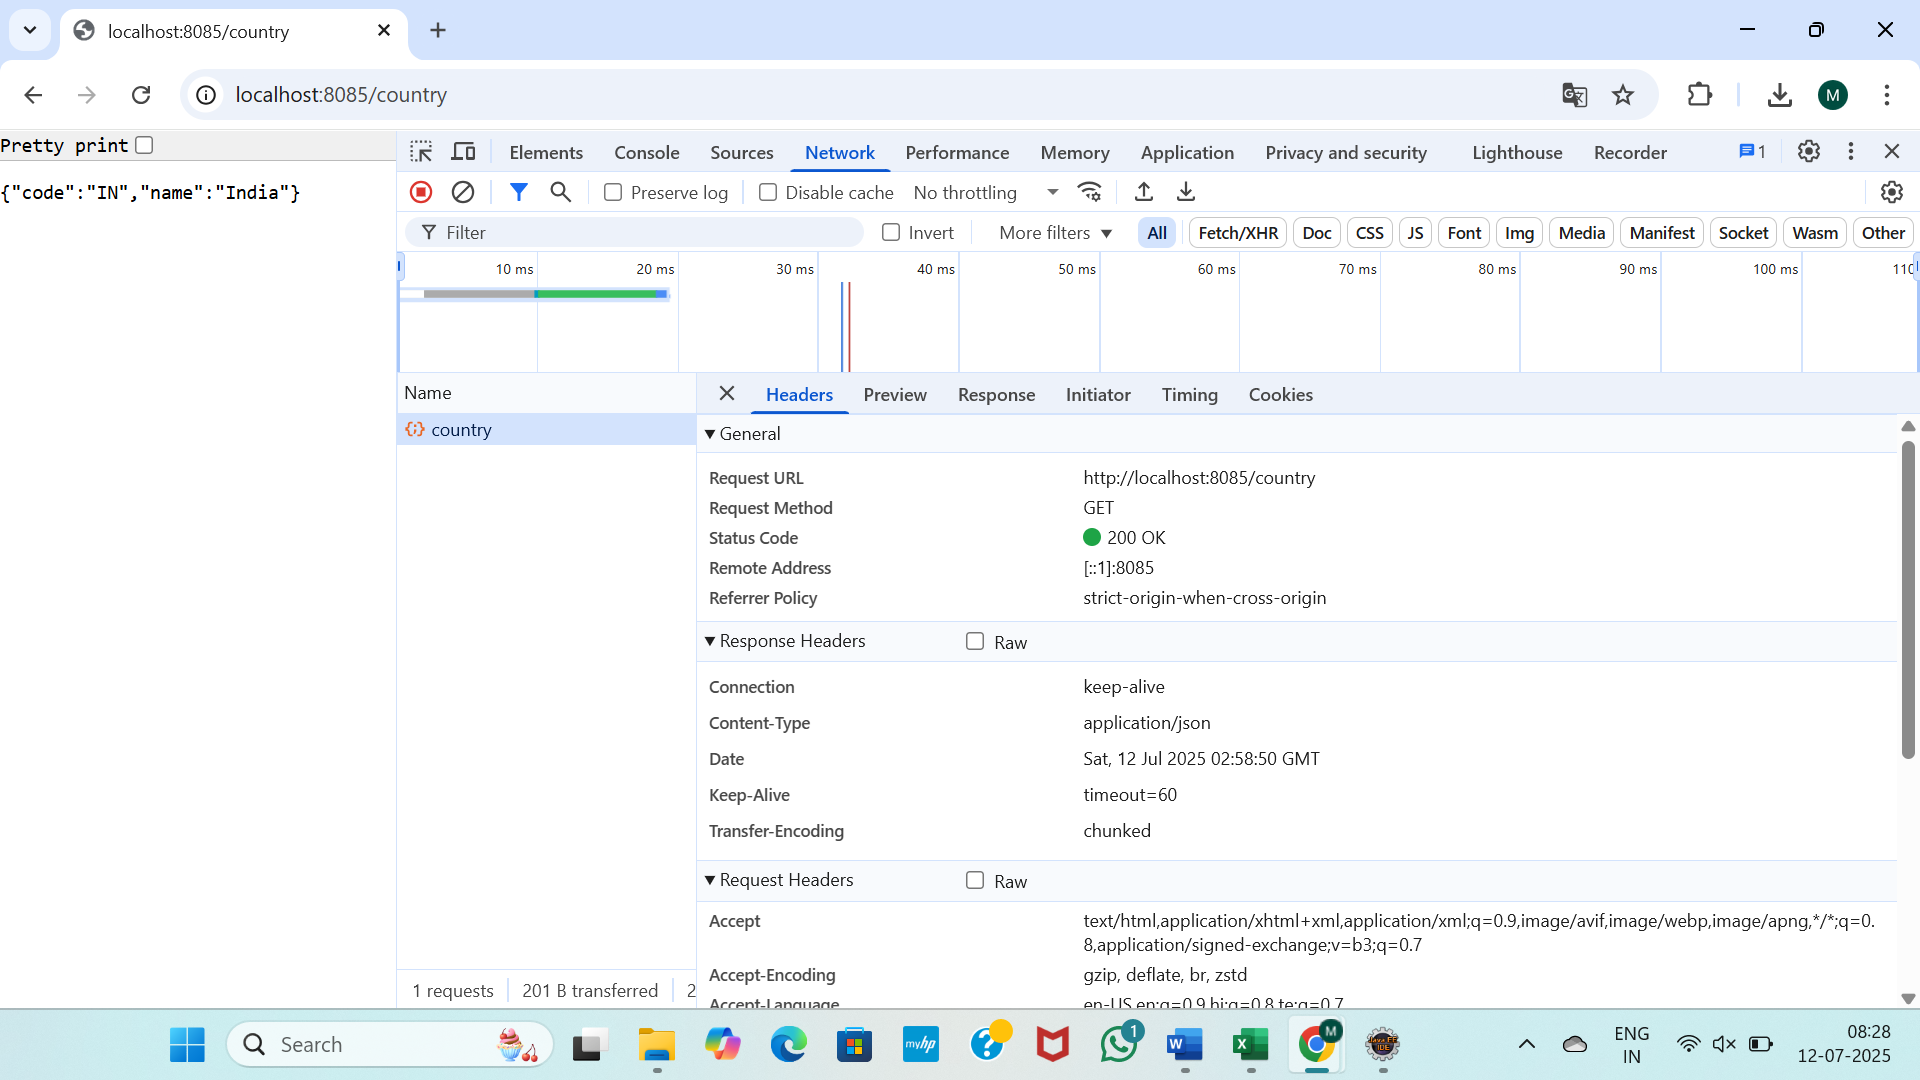 localhost:8085/country
localhost:8085/country
M
Pretty print
{"code":"IN","name":"India"}
Elements Console Sources Network Performance Memory Application Privacy and security Lighthouse Recorder 1
Preserve log Disable cache No throttling
Filter Invert More filters All Fetch/XHR Doc CSS JS Font Img Media Manifest Socket Wasm Other
10 ms 20 ms 30 ms 40 ms 50 ms 60 ms 70 ms 80 ms 90 ms 100 ms 110
Name
country
Headers Preview Response Initiator Timing Cookies
General
Request URL http://localhost:8085/country
Request Method GET
Status Code 200 OK
Remote Address [::1]:8085
Referrer Policy strict-origin-when-cross-origin
Response Headers Raw
Connection keep-alive
Content-Type application/json
Date Sat, 12 Jul 2025 02:58:50 GMT
Keep-Alive timeout=60
Transfer-Encoding chunked
Request Headers Raw
Accept text/html,application/xhtml+xml,application/xml;q=0.9,image/avif,image/webp,image/apng,*/*;q=0.
8,application/signed-exchange;v=b3;q=0.7
Accept-Encoding gzip, deflate, br, zstd
Accept-Language en-US,en;q=0.9,hi;q=0.8,te;q=0.7
1 requests 201 B transferred 2
Search
myhp
1
W
X
M
Java EE
IDE
ENG
IN
08:28
12-07-2025